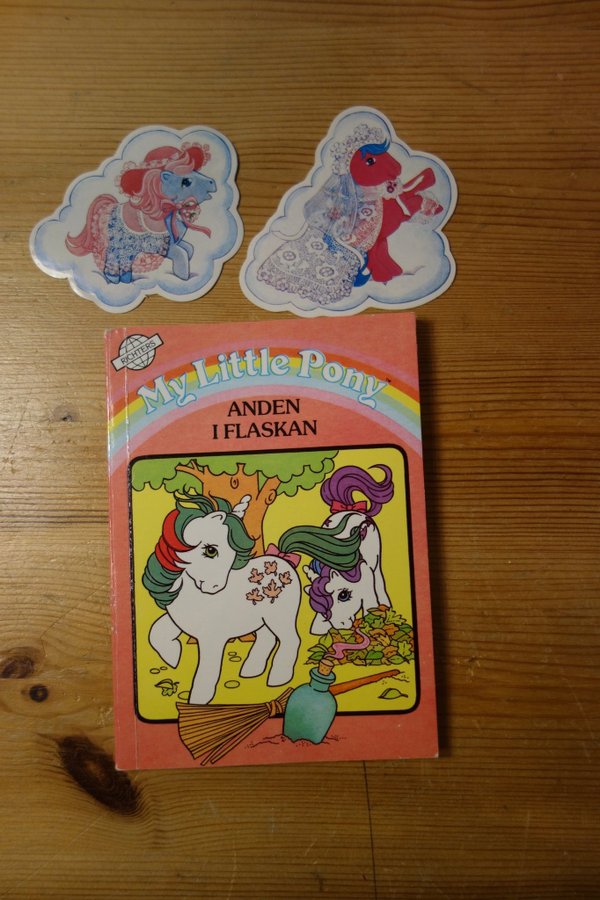 RICHTERS
My Little Pony
ANDEN
I FLASKAN